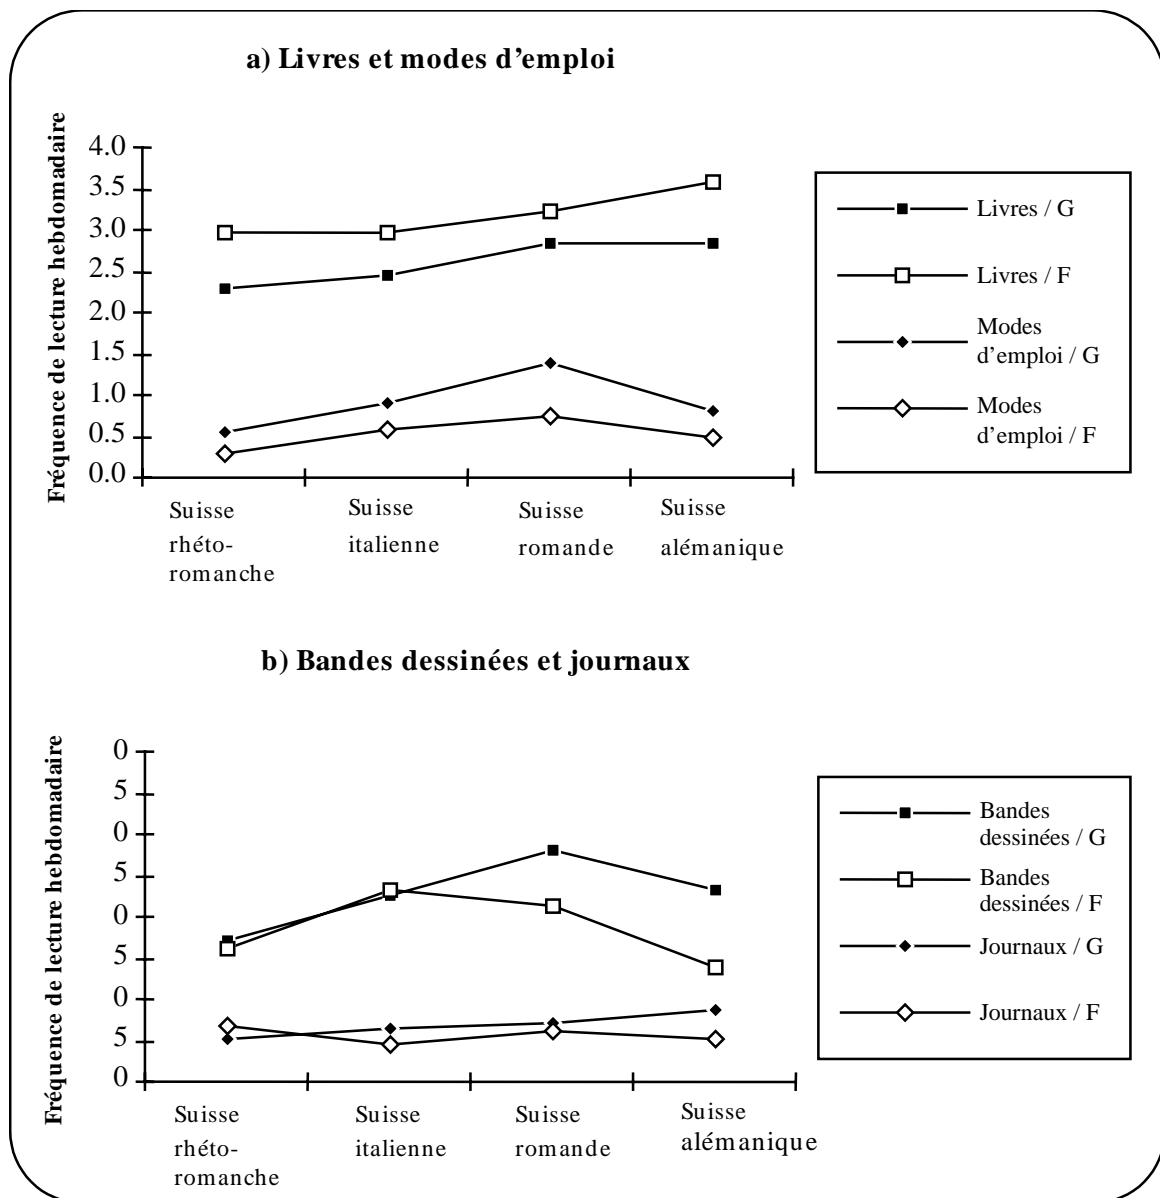 a) Livres et modes d’emploi
Fréquence de lecture hebdomadaire
4.0
3.5
3.0
2.5
2.0
1.5
1.0
0.5
0.0
Suisse
rhéto-
romanche
Suisse
italienne
Suisse
romande
Suisse
alémanique
Livres / G
Livres / F
Modes
d’emploi / G
Modes
d’emploi / F
b) Bandes dessinées et journaux
Fréquence de lecture hebdomadaire
0
5
0
5
0
5
0
5
0
Suisse
rhéto-
romanche
Suisse
italienne
Suisse
romande
Suisse
alémanique
Bandes
dessinées / G
Bandes
dessinées / F
Journaux / G
Journaux / F